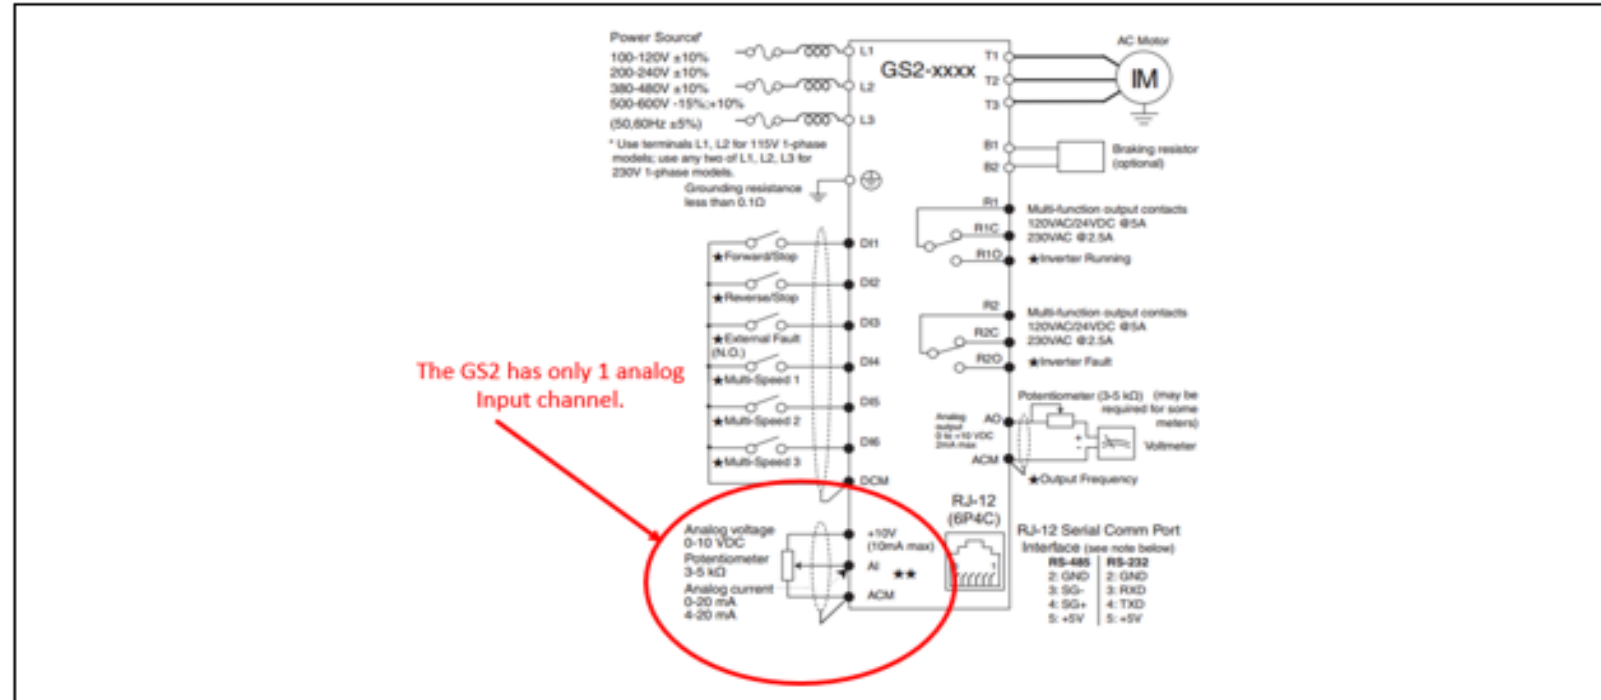 Power Source*
100-120V ±10%
200-240V ±10%
380-480V ±10%
500-600V -15%;+10%
(50,60Hz ±5%)
* Use terminals L1, L2 for 115V 1-phase
models; use any two of L1, L2, L3 for
230V 1-phase models.
Grounding resistance
less than 0.1Ω
L1
L2
L3
GS2-xxxx
T1
T2
T3
AC Motor
IM
B1
B2
Braking resistor
(optional)
R1
R1C
R1O
Multi-function output contacts
120VAC/24VDC @5A
230VAC @2.5A
★Inverter Running
R2
R2C
R2O
Multi-function output contacts
120VAC/24VDC @5A
230VAC @2.5A
★Inverter Fault
DI1
★Forward/Stop
DI2
★Reverse/Stop
DI3
★External Fault
(N.O.)
DI4
★Multi-Speed 1
DI5
★Multi-Speed 2
DI6
★Multi-Speed 3
DCM
The GS2 has only 1 analog
Input channel.
Potentiometer (3-5 kΩ) (may be
required for some
meters)
Analog
output
0 to +10 VDC
2mA max
AO
ACM
+
-
Voltmeter
★Output Frequency
Analog voltage
0-10 VDC
Potentiometer
3-5 kΩ
Analog current
0-20 mA
4-20 mA
+10V
(10mA max)
AI
★★
ACM
RJ-12
(6P4C)
1
RJ-12 Serial Comm Port
Interface (see note below)
RS-485 RS-232
2: GND 2: GND
3: SG- 3: RXD
4: SG+ 4: TXD
5: +5V 5: +5V